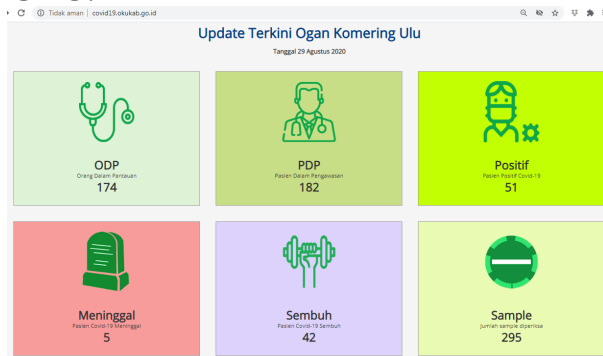 Tidak aman | covid19.okukab.go.id
Update Terkini Ogan Komering Ulu
Tanggal 29 Agustus 2020
ODP
Orang Dalam Pantauan
174
PDP
Pasien Dalam Pengawasan
182
Positif
Pasien Positif Covid-19
51
Meninggal
Pasien Covid-19 Meninggal
5
Sembuh
Pasien Covid-19 Sembuh
42
Sample
Jumlah sample diperiksa
295